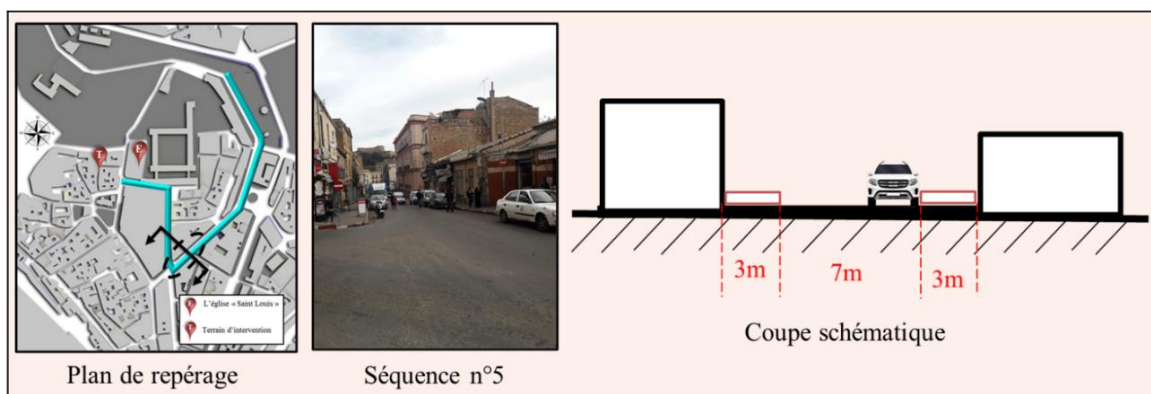 E
T
L'église « Saint Louis »
Terrain d'intervention
3m
7m
3m
Coupe schématique
Plan de repérage
Séquence n°5